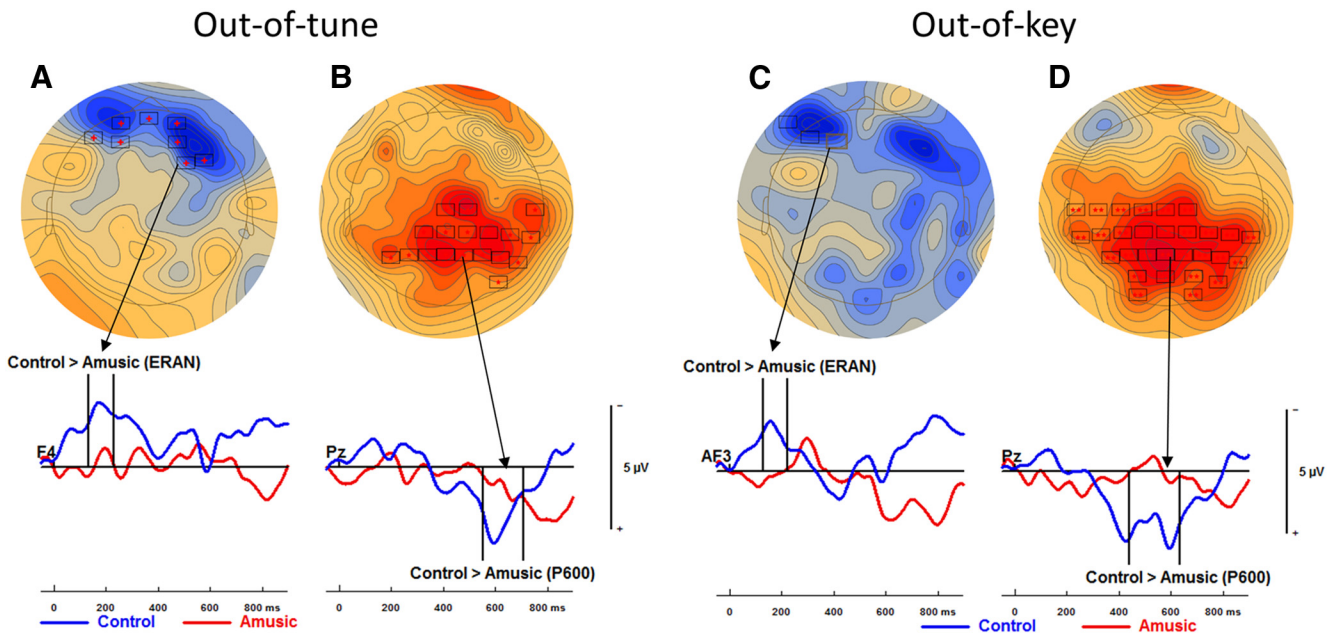 Out-of-tune
Out-of-key
A
B
C
D
Control > Amusic (ERAN)
F4
Pz
−
5 µV
+
Control > Amusic (P600)
0 200 400 600 800 ms
0 200 400 600 800 ms
Control
Amusic
Control > Amusic (ERAN)
AF3
Pz
−
5 µV
+
Control > Amusic (P600)
0 200 400 600 800 ms
0 200 400 600 800 ms
Control
Amusic